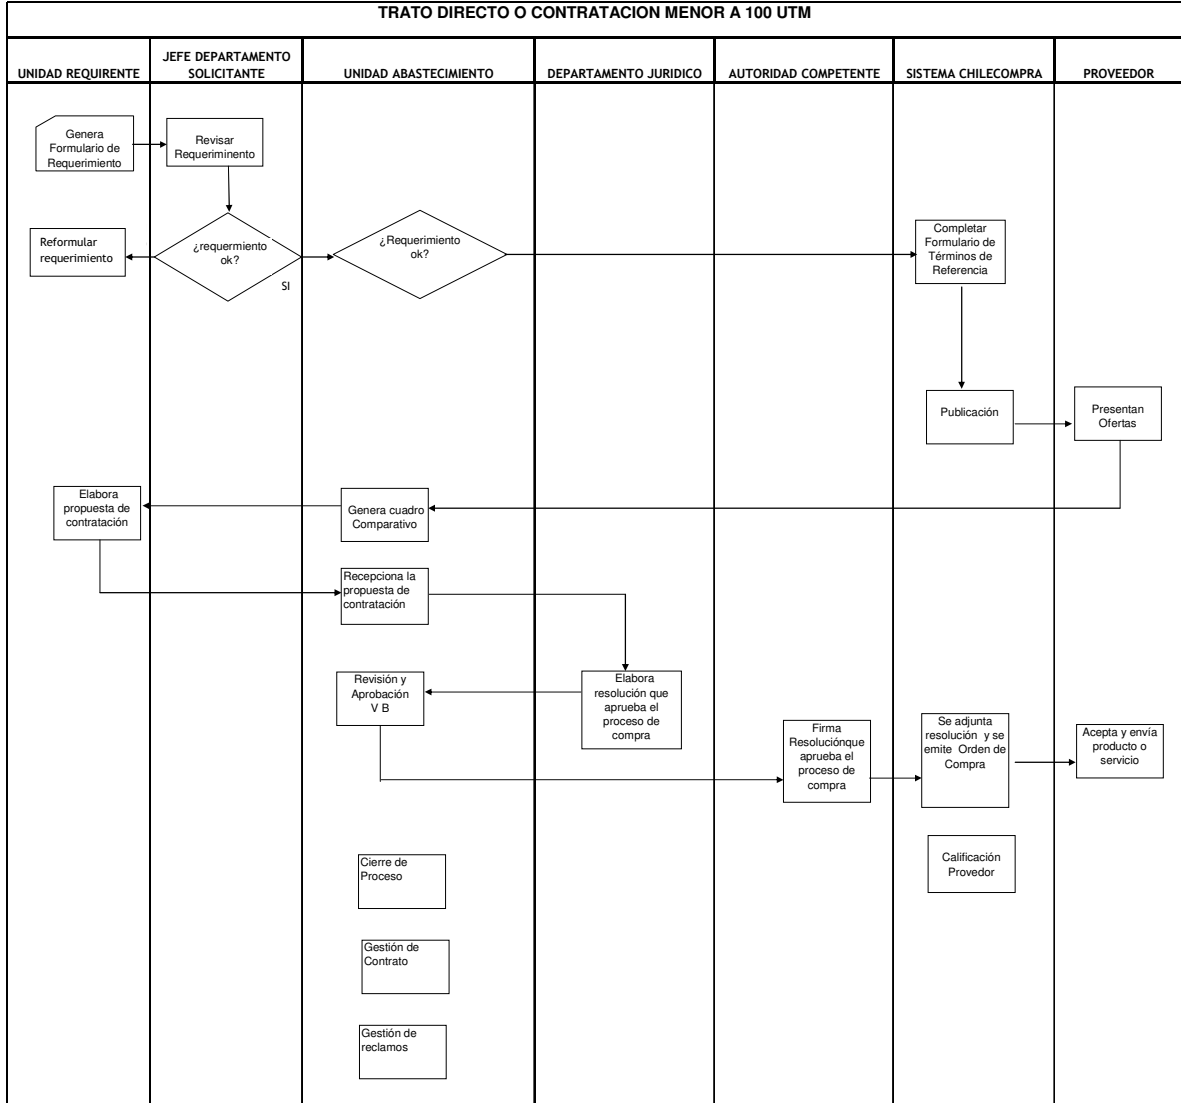 TRATO DIRECTO O CONTRATACION MENOR A 100 UTM
UNIDAD REQUIRENTE
JEFE DEPARTAMENTO
SOLICITANTE
UNIDAD ABASTECIMIENTO
DEPARTAMENTO JURIDICO
AUTORIDAD COMPETENTE
SISTEMA CHILECOMPRA
PROVEEDOR
Genera
Formulario de
Requerimiento
Revisar
Requeriminento
Reformular
requerimiento
¿requermiento
ok?
SI
¿Requerimiento
ok?
Completar
Formulario de
Términos de
Referencia
Publicación
Presentan
Ofertas
Elabora
propuesta de
contratación
Genera cuadro
Comparativo
Recepciona la
propuesta de
contratación
Revisión y
Aprobación
V B
Elabora
resolución que
aprueba el
proceso de
compra
Firma
Resoluciónque
aprueba el
proceso de
compra
Se adjunta
resolución y se
emite Orden de
Compra
Acepta y envía
producto o
servicio
Cierre de
Proceso
Calificación
Provedor
Gestión de
Contrato
Gestión de
reclamos